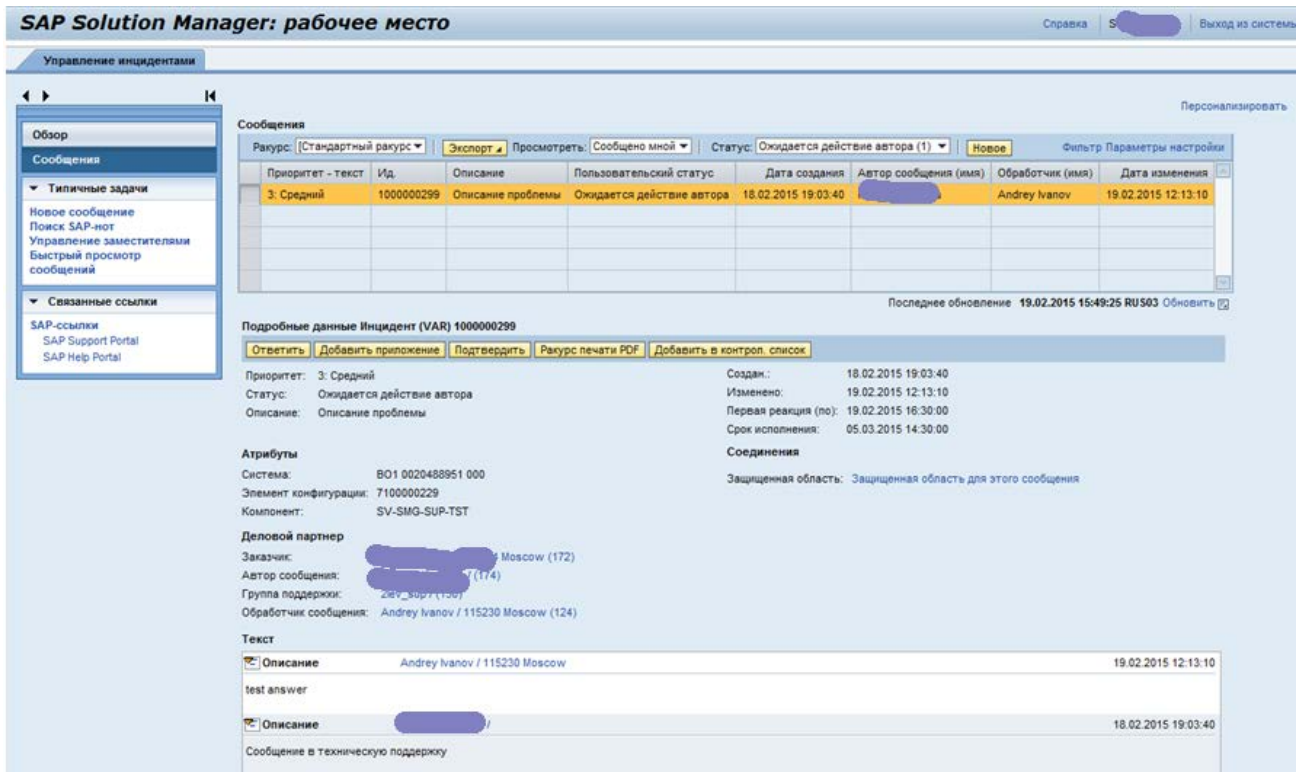 SAP Solution Manager: рабочее место
Справка S Выход из системы
Управление инцидентами
Персонализировать
Обзор
Сообщения
Типичные задачи
Новое сообщение
Поиск SAP-нот
Управление заместителями
Быстрый просмотр
сообщений
Связанные ссылки
SAP-ссылки
SAP Support Portal
SAP Help Portal
Сообщения
Ракурс: [Стандартный ракурс Экспорт Просмотреть: Сообщено мной Статус: Ожидается действие автора (1) Новое Фильтр Параметры настройки
Приоритет - текст Ид. Описание Пользовательский статус Дата создания Автор сообщения (имя) Обработчик (имя) Дата изменения
3: Средний 1000000299 Описание проблемы Ожидается действие автора 18.02.2015 19:03:40 Andrey Ivanov 19.02.2015 12:13:10
Последнее обновление 19.02.2015 15:49:25 RUS03 Обновить
Подробные данные Инцидент (VAR) 1000000299
Ответить Добавить приложение Подтвердить Ракурс печати PDF Добавить в контрол. список
Приоритет: 3: Средний
Статус: Ожидается действие автора
Описание: Описание проблемы
Создан.: 18.02.2015 19:03:40
Изменено: 19.02.2015 12:13:10
Первая реакция (по): 19.02.2015 16:30:00
Срок исполнения: 05.03.2015 14:30:00
Атрибуты
Система: BO1 0020488951 000
Элемент конфигурации: 7100000229
Компонент: SV-SMG-SUP-TST
Соединения
Защищенная область: Защищенная область для этого сообщения
Деловой партнер
Заказчик: Moscow (172)
Автор сообщения: / (174)
Группа поддержки:
Обработчик сообщения: Andrey Ivanov / 115230 Moscow (124)
Текст
Описание Andrey Ivanov / 115230 Moscow 19.02.2015 12:13:10
test answer
Описание / 18.02.2015 19:03:40
Сообщение в техническую поддержку